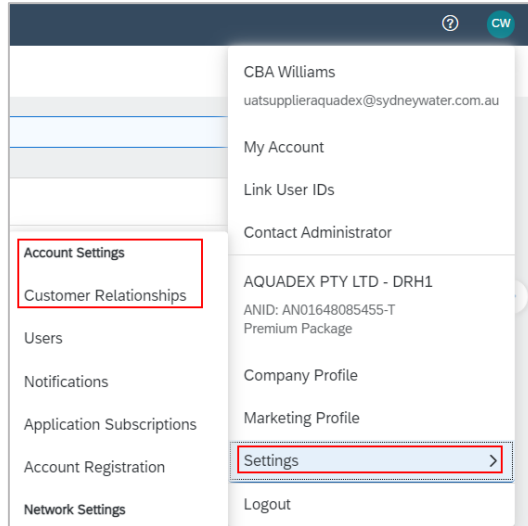 CW
CBA Williams
uatsupplieraquadex@sydneywater.com.au
My Account
Link User IDs
Contact Administrator
AQUADEX PTY LTD - DRH1
ANID: AN01648085455-T
Premium Package
Company Profile
Marketing Profile
Settings
Logout
Account Settings
Customer Relationships
Users
Notifications
Application Subscriptions
Account Registration
Network Settings